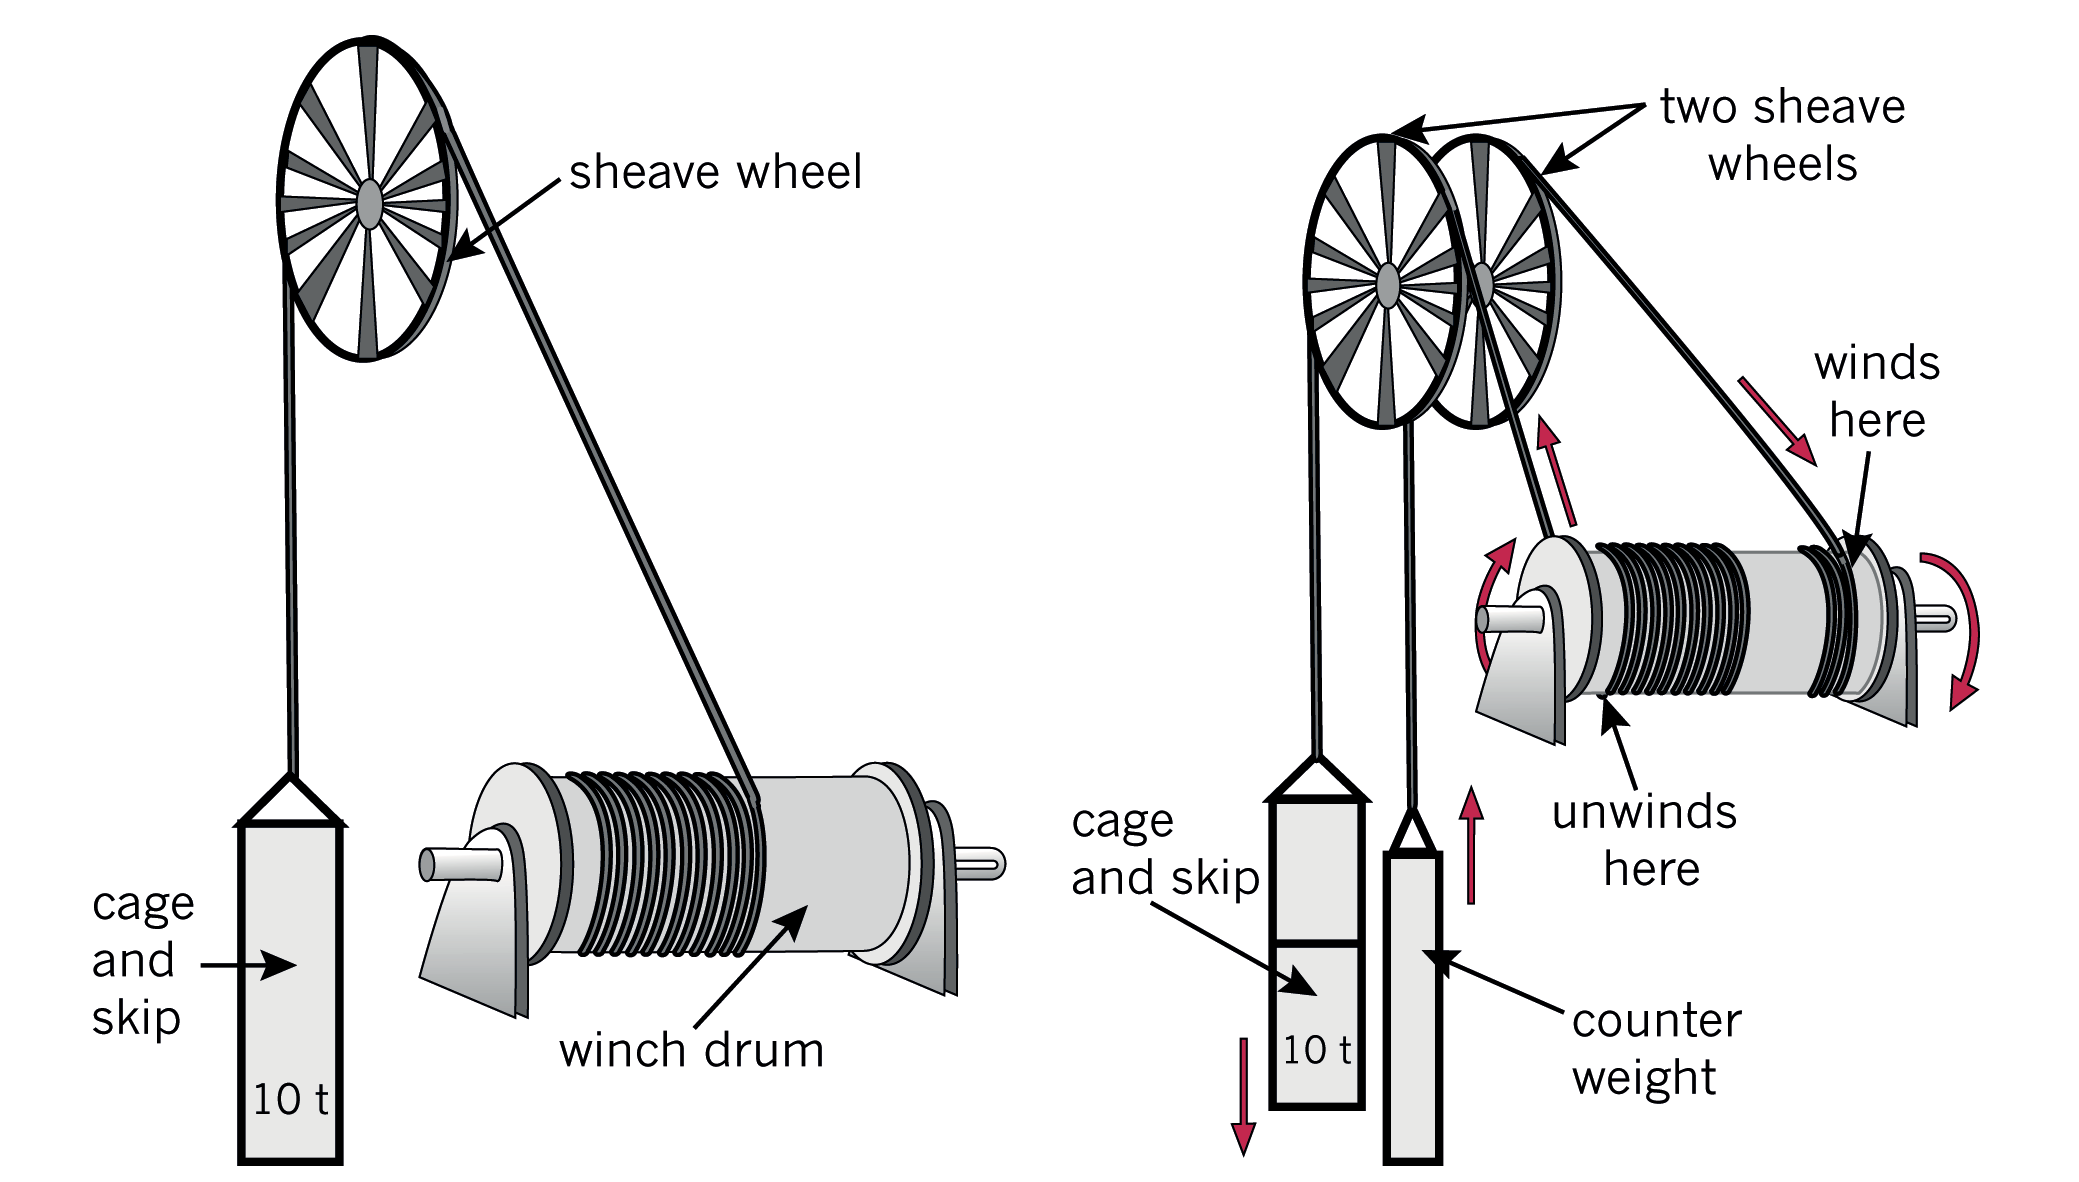 sheave wheel
cage
and
skip
10 t
winch drum
two sheave
wheels
winds
here
unwinds
here
cage
and skip
10 t
counter
weight